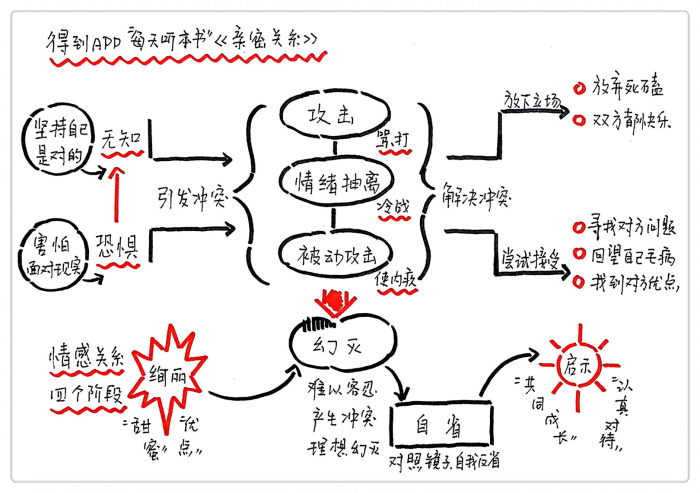 得到APP“每天听本书”《亲密关系》
坚持自己
是对的
无知
害怕
面对现实
恐惧
引发冲突
攻击
骂、打
情绪抽离
冷战
被动攻击
使内疚
解决冲突
放下立场
放弃死磕
双方都快乐
尝试接受
寻找对方问题
回望自己毛病
找到对方优点
情感关系
四个阶段
绚丽
“甜蜜”
“优点”
幻灭
难以容忍
产生冲突
理想幻灭
自省
对照镜子,自我反省
启示
“共同成长”
“认真对待”